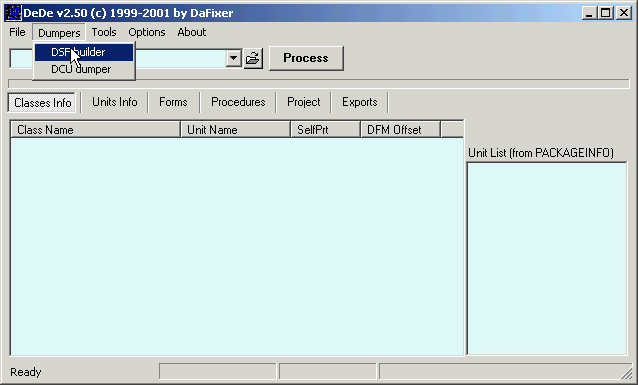 DeDe v2.50 (c) 1999-2001 by DaFixer
File Dumpers Tools Options About
DSF builder
DCU dumper
Process
Classes Info Units Info Forms Procedures Project Exports
Class Name Unit Name SelfPrt DFM Offset
Unit List (from PACKAGEINFO)
Ready